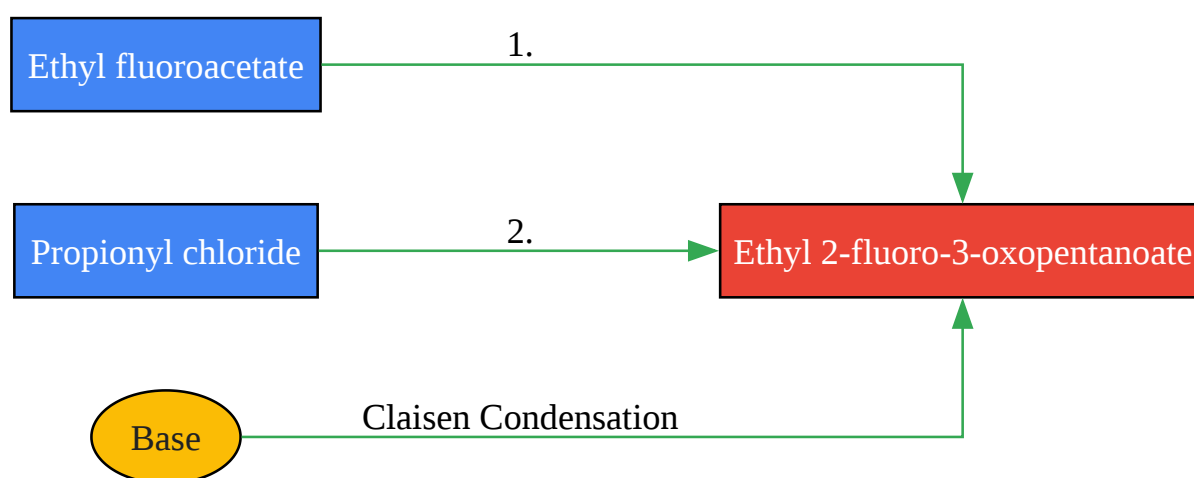 Ethyl fluoroacetate
1.
Propionyl chloride
2.
Ethyl 2-fluoro-3-oxopentanoate
Base
Claisen Condensation